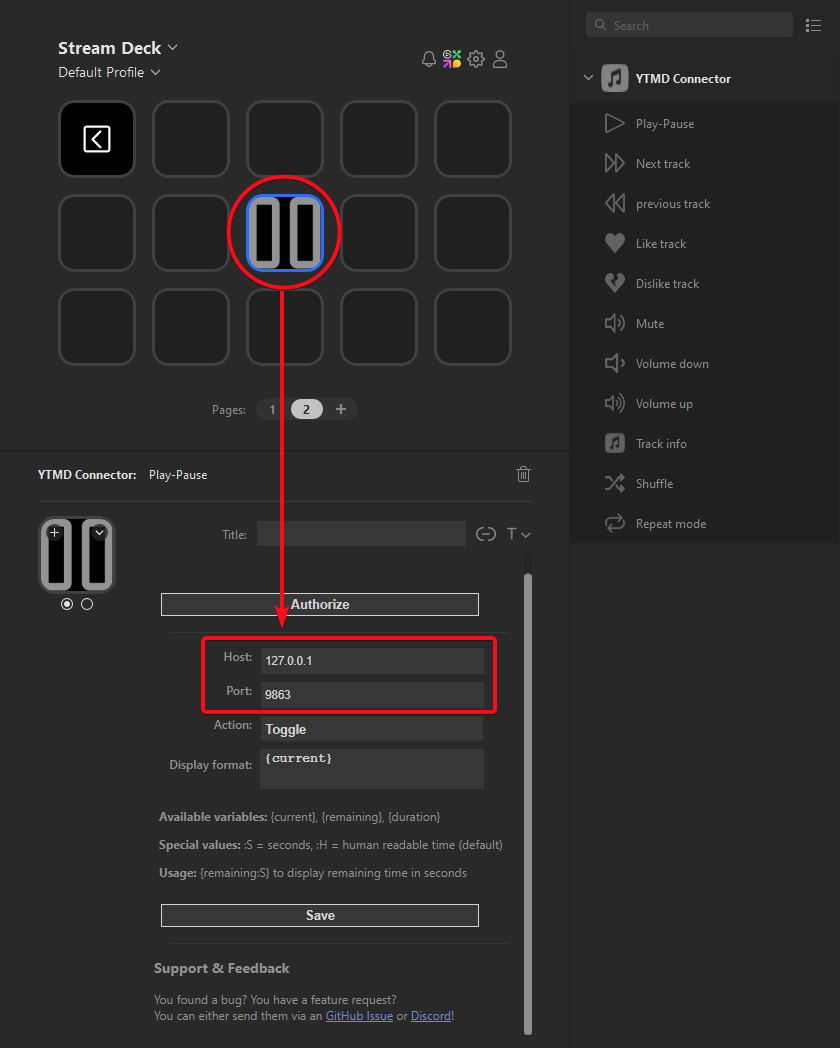 Stream Deck
Default Profile
Pages: 1 2 +
YTMD Connector: Play-Pause
Title:
T
Authorize
Host: 127.0.0.1
Port: 9863
Action: Toggle
Display format: {current}
Available variables: {current}, {remaining}, {duration}
Special values: :S = seconds, :H = human readable time (default)
Usage: {remaining:S} to display remaining time in seconds
Save
Support & Feedback
You found a bug? You have a feature request?
You can either send them via an GitHub Issue or Discord!
Search
YTMD Connector
Play-Pause
Next track
previous track
Like track
Dislike track
Mute
Volume down
Volume up
Track info
Shuffle
Repeat mode